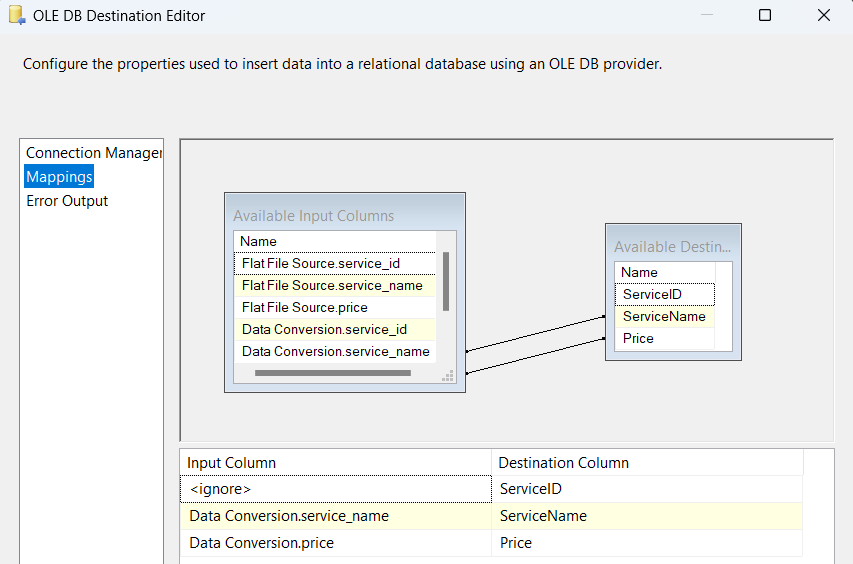 OLE DB Destination Editor
Configure the properties used to insert data into a relational database using an OLE DB provider.
Connection Manager
Mappings
Error Output
Available Input Columns
Name
Flat File Source.service_id
Flat File Source.service_name
Flat File Source.price
Data Conversion.service_id
Data Conversion.service_name
Available Destin...
Name
ServiceID
ServiceName
Price
Input Column Destination Column
<ignore> ServiceID
Data Conversion.service_name ServiceName
Data Conversion.price Price